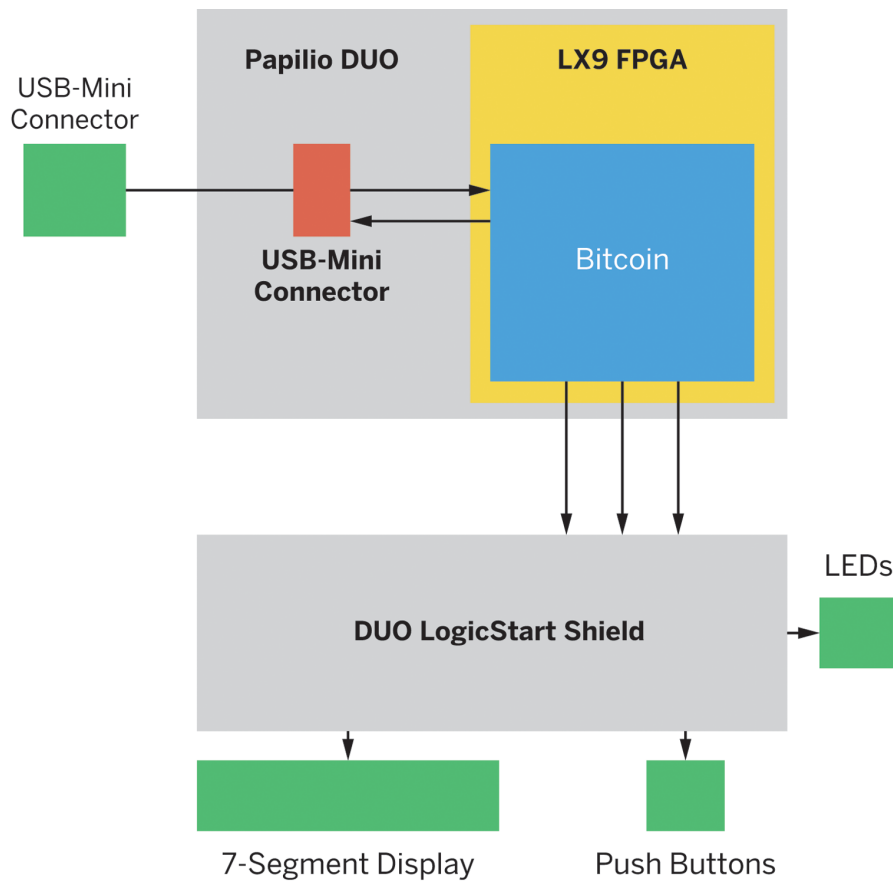 Papilio DUO
LX9 FPGA
USB-Mini
Connector
USB-Mini
Connector
Bitcoin
DUO LogicStart Shield
LEDs
7-Segment Display
Push Buttons